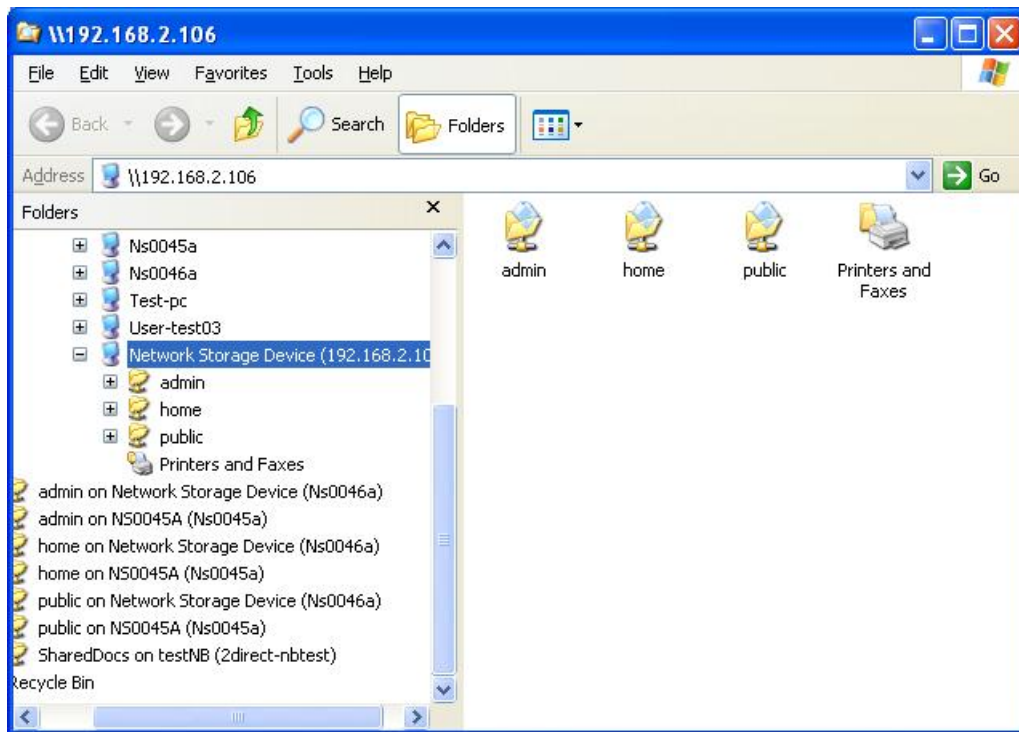 \\192.168.2.106
File Edit View Favorites Tools Help
Back Search Folders
Address \\192.168.2.106 Go
Folders
Ns0045a
Ns0046a
Test-pc
User-test03
Network Storage Device (192.168.2.10
admin
home
public
Printers and Faxes
admin on Network Storage Device (Ns0046a)
admin on NS0045A (Ns0045a)
home on Network Storage Device (Ns0046a)
home on NS0045A (Ns0045a)
public on Network Storage Device (Ns0046a)
public on NS0045A (Ns0045a)
SharedDocs on testNB (2direct-nbtest)
Recycle Bin
admin home public Printers and
Faxes